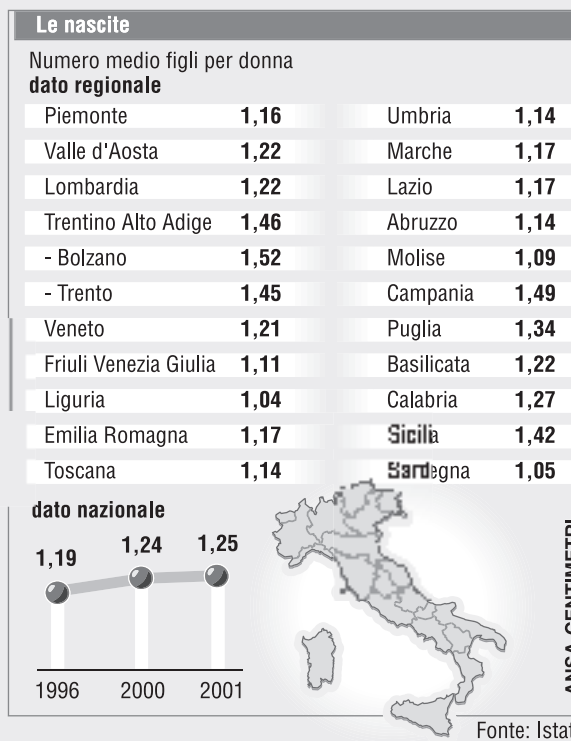 Le nascite
Numero medio figli per donna
dato regionale
Piemonte 1,16
Valle d'Aosta 1,22
Lombardia 1,22
Trentino Alto Adige 1,46
- Bolzano 1,52
- Trento 1,45
Veneto 1,21
Friuli Venezia Giulia 1,11
Liguria 1,04
Emilia Romagna 1,17
Toscana 1,14
Umbria 1,14
Marche 1,17
Lazio 1,17
Abruzzo 1,14
Molise 1,09
Campania 1,49
Puglia 1,34
Basilicata 1,22
Calabria 1,27
Sicilia 1,42
Sardegna 1,05
dato nazionale
1,19 1,24 1,25
1996 2000 2001
ANSA-CENTIMETRI
Fonte: Istat